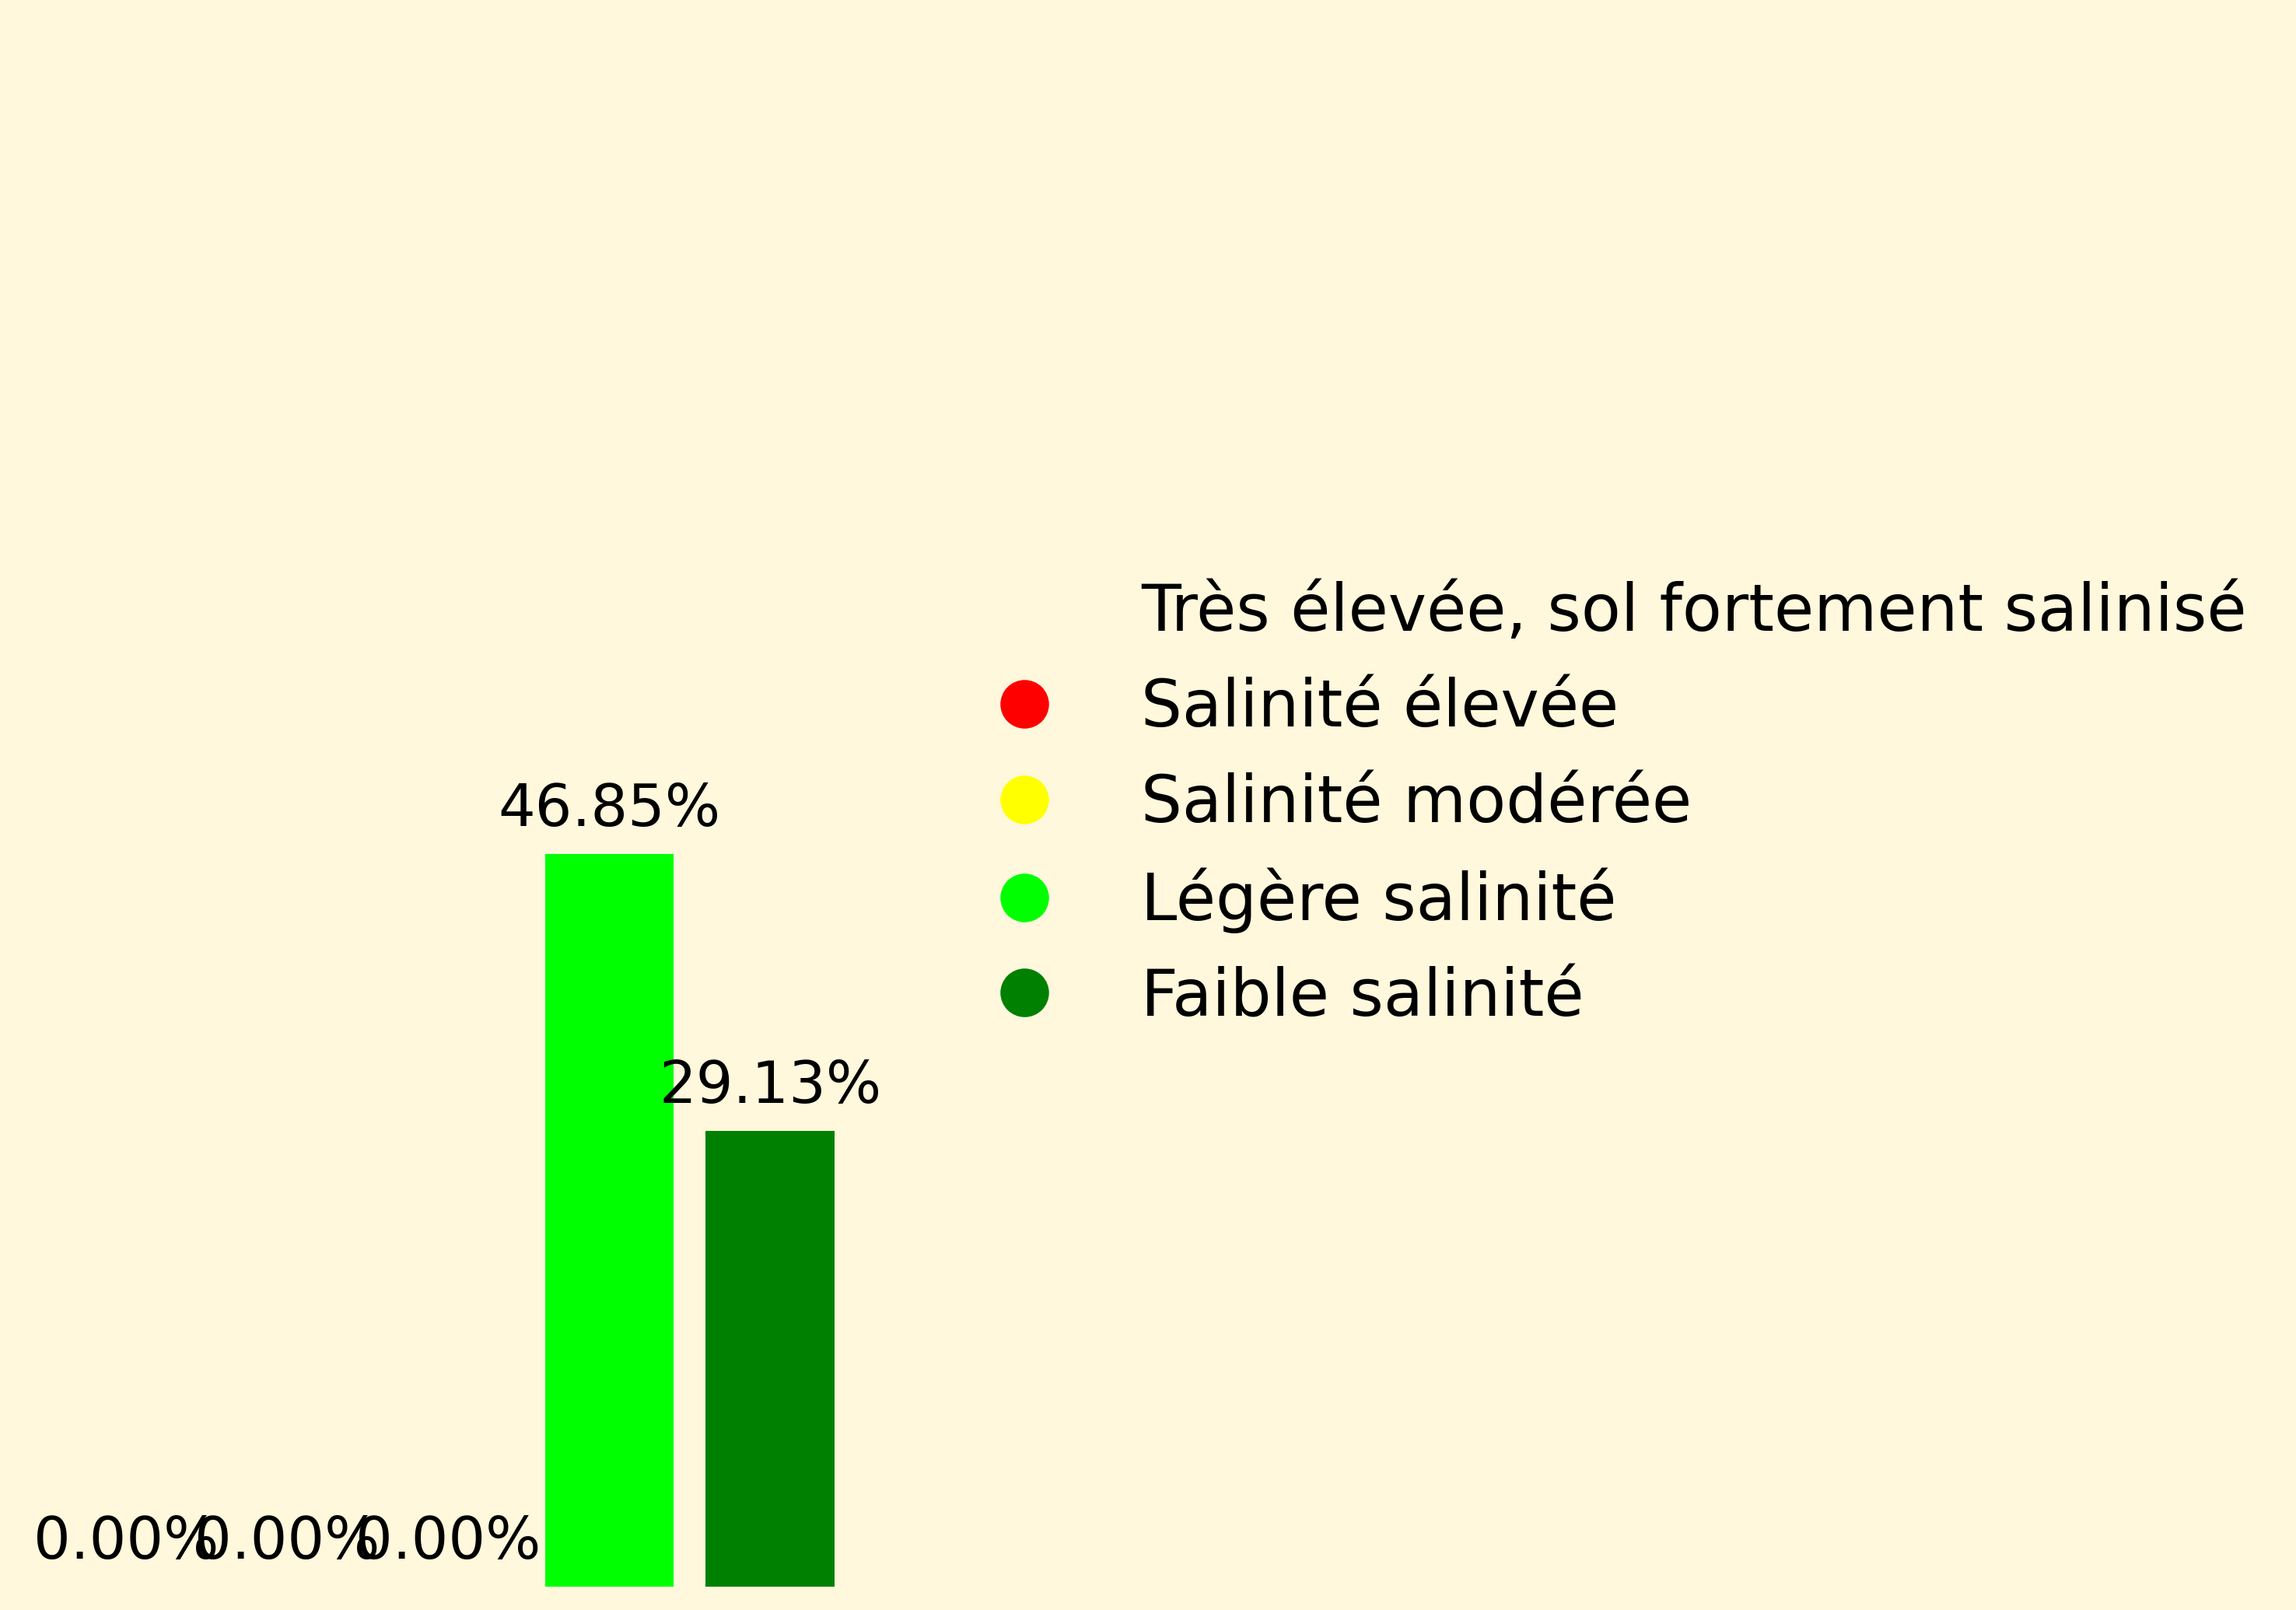 Très élevée, sol fortement salinisé
Salinité élevée
Salinité modérée
Légère salinité
Faible salinité
46.85%
29.13%
0.00%
0.00%
0.00%